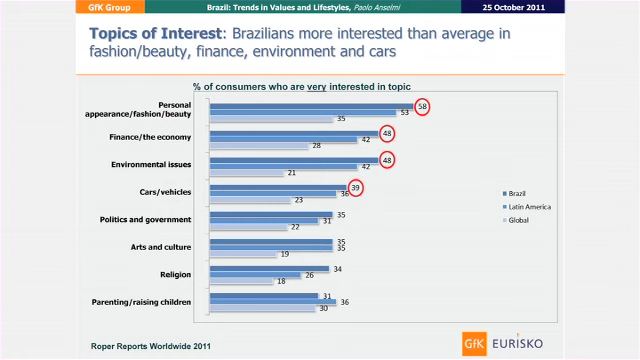 GfK Group
Brazil: Trends in Values and Lifestyles, Paolo Anselmi
25 October 2011
Topics of Interest: Brazilians more interested than average in
fashion/beauty, finance, environment and cars
% of consumers who are very interested in topic
Personal
appearance/fashion/beauty
58
53
35
Finance/the economy
48
42
28
Environmental issues
48
42
21
Cars/vehicles
39
36
23
Politics and government
35
31
22
Arts and culture
35
35
19
Religion
34
26
18
Parenting/raising children
31
36
30
Brazil
Latin America
Global
Roper Reports Worldwide 2011
GfK EURISKO